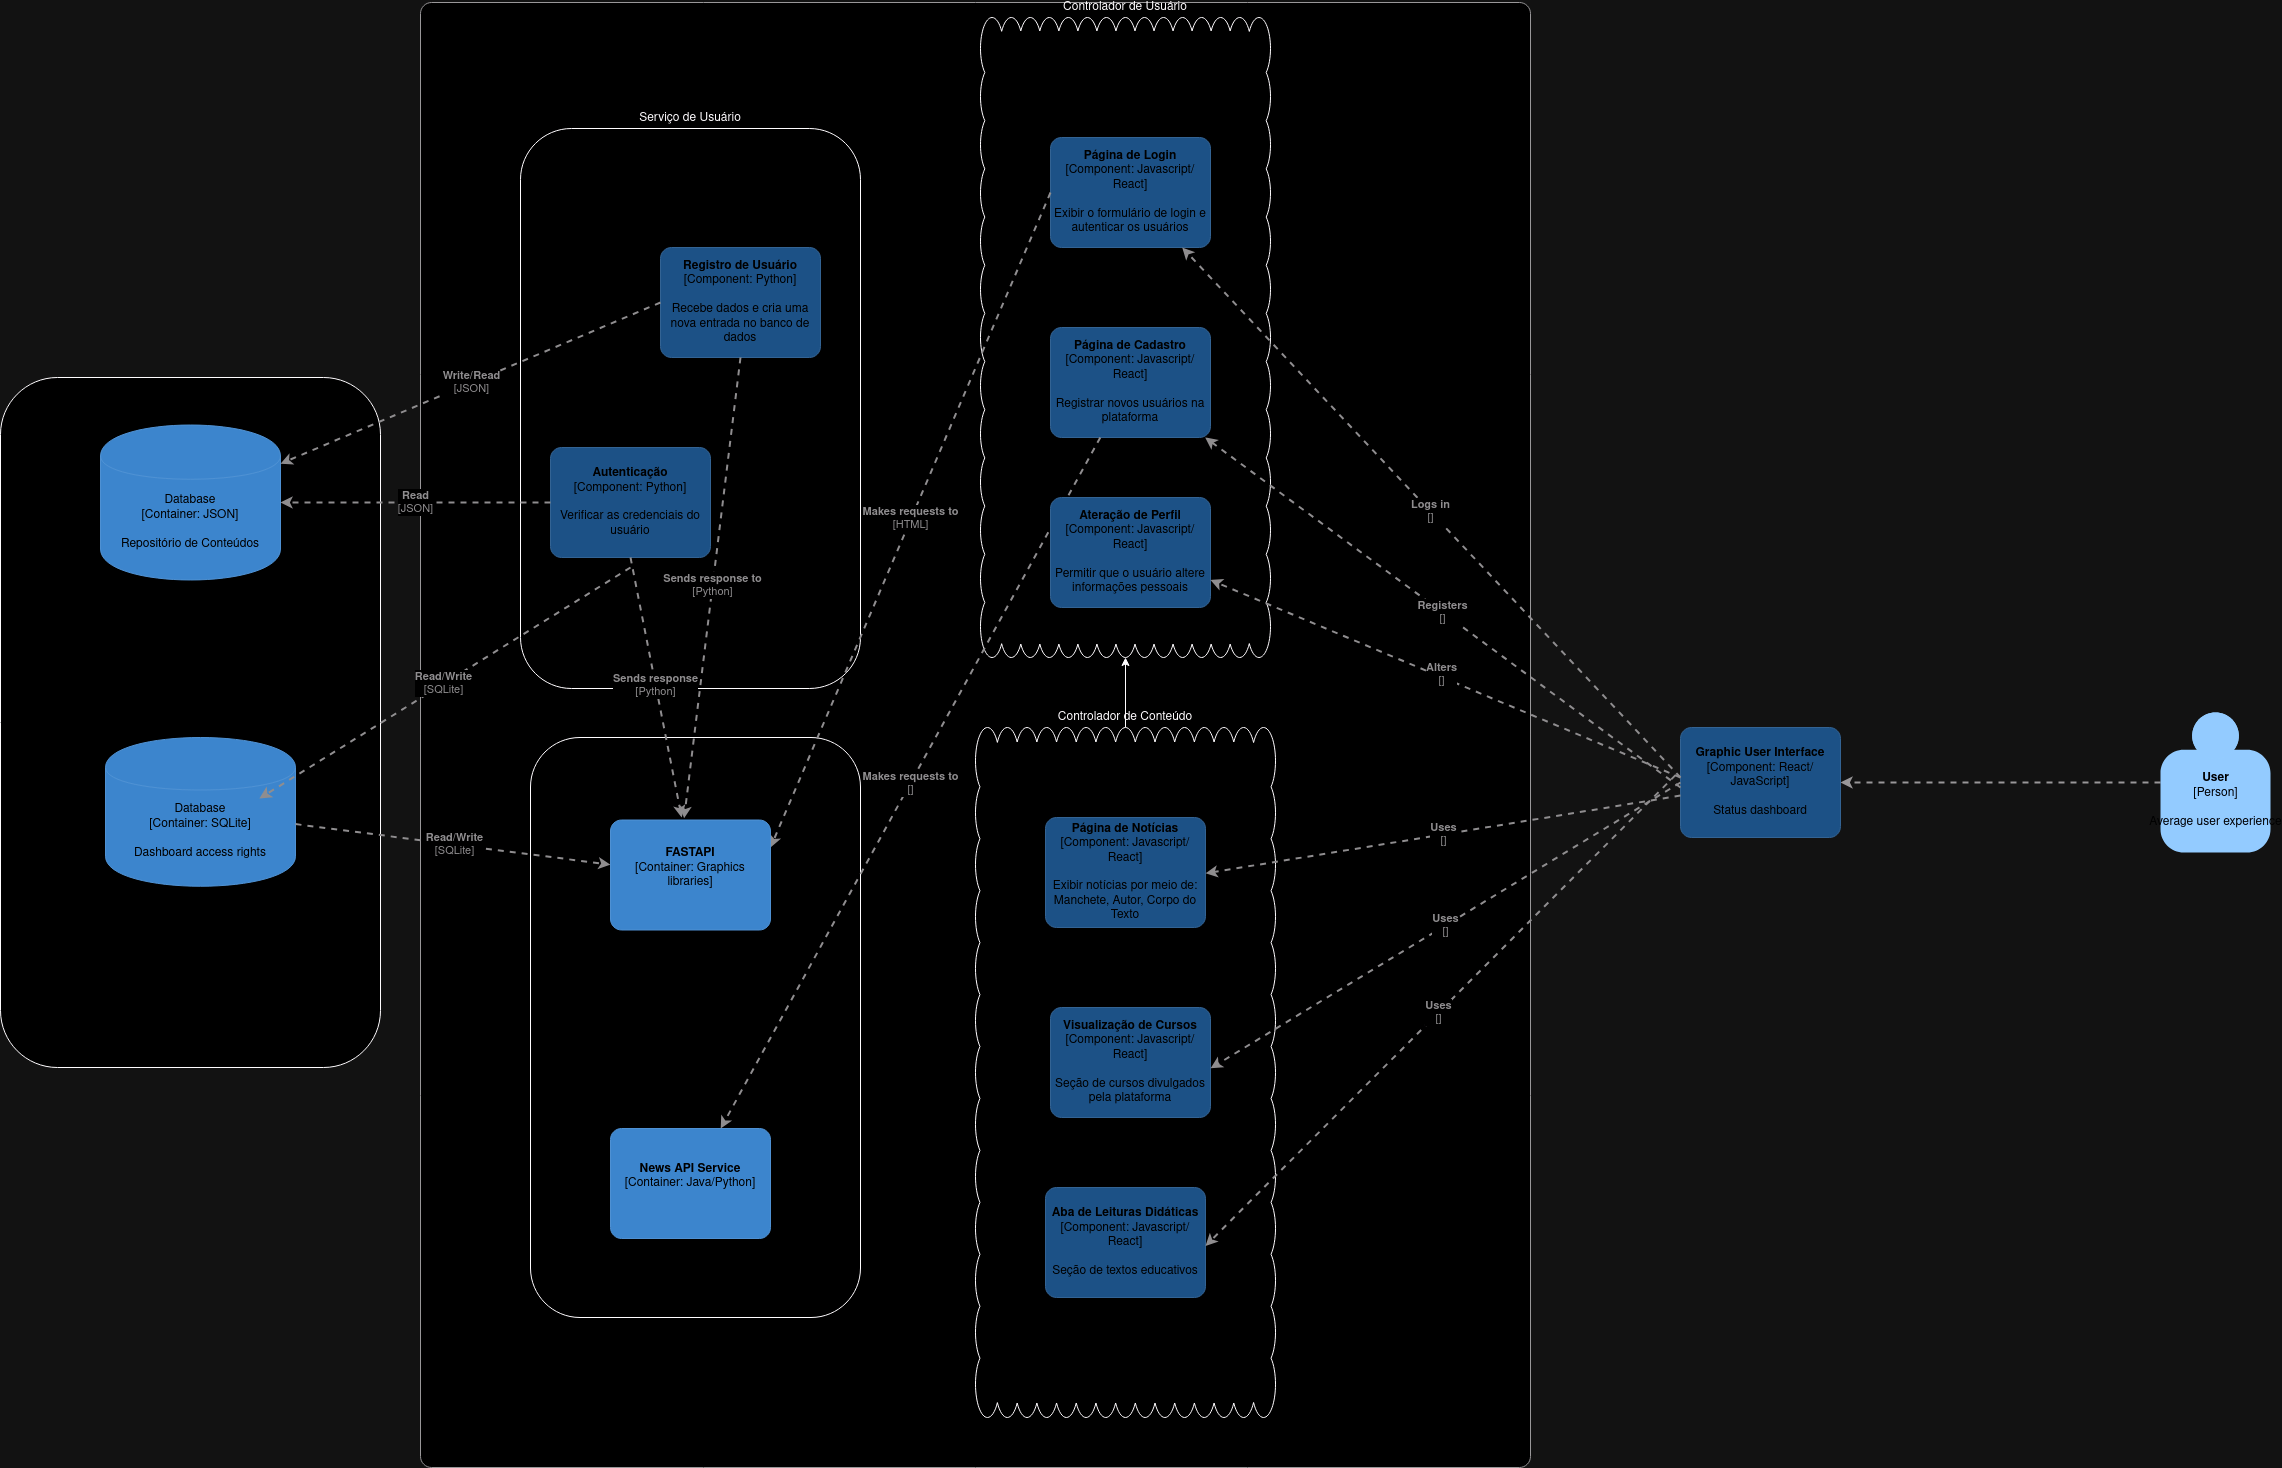 Controlador de Usuário
Serviço de Usuário
Página de Login
[Component: Javascript/
React]
Exibir o formulário de login e
autenticar os usuários
Registro de Usuário
[Component: Python]
Recebe dados e cria uma
nova entrada no banco de
dados
Página de Cadastro
[Component: Javascript/
React]
Registrar novos usuários na
plataforma
Write/Read
[JSON]
Autenticação
[Component: Python]
Verificar as credenciais do
usuário
Read
[JSON]
Database
[Container: JSON]
Repositório de Conteúdos
Makes requests to
[HTML]
Ateração de Perfil
[Component: Javascript/
React]
Permitir que o usuário altere
informações pessoais
Logs in
[]
Sends response to
[Python]
Registers
[]
Alters
[]
Read/Write
[SQLite]
Sends response
[Python]
Controlador de Conteúdo
Graphic User Interface
[Component: React/
JavaScript]
Status dashboard
User
[Person]
Average user experience
Makes requests to
[]
Database
[Container: SQLite]
Dashboard access rights
Read/Write
[SQLite]
FASTAPI
[Container: Graphics
libraries]
Página de Notícias
[Component: Javascript/
React]
Exibir notícias por meio de:
Manchete, Autor, Corpo do
Texto
Uses
[]
Uses
[]
Uses
[]
Visualização de Cursos
[Component: Javascript/
React]
Seção de cursos divulgados
pela plataforma
News API Service
[Container: Java/Python]
Aba de Leituras Didáticas
[Component: Javascript/
React]
Seção de textos educativos